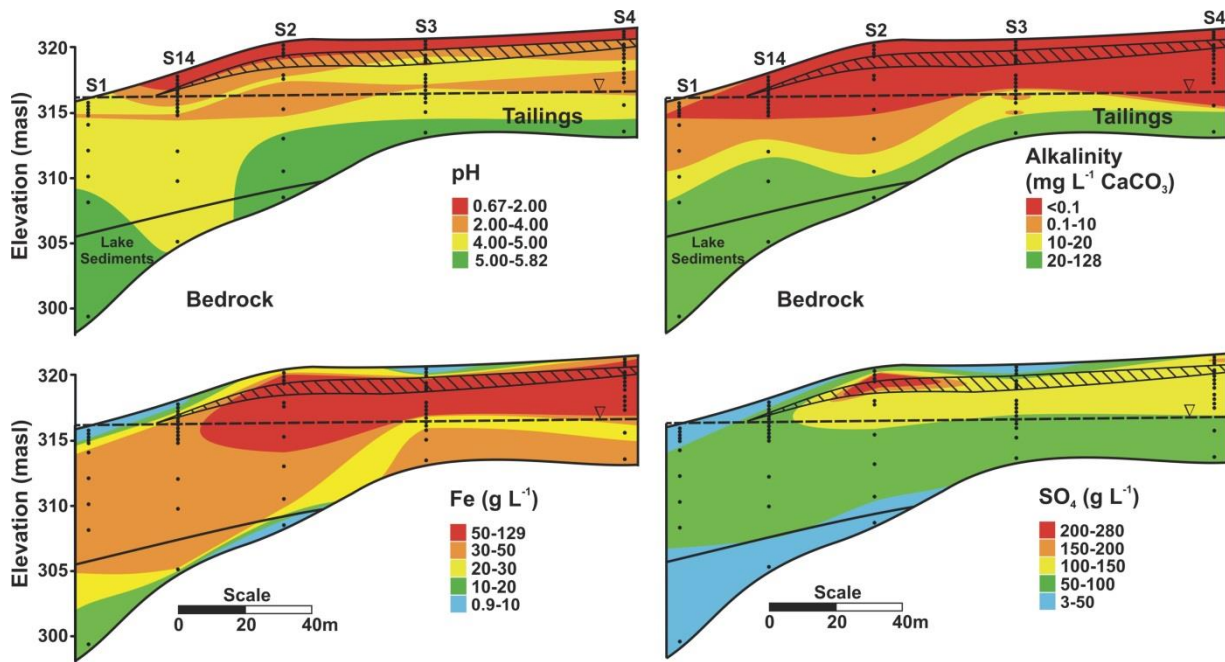 S1
S14
S2
S3
S4
320
315
310
305
300
Elevation (masl)
Tailings
Lake
Sediments
Bedrock
pH
0.67-2.00
2.00-4.00
4.00-5.00
5.00-5.82
S1
S14
S2
S3
S4
Tailings
Lake
Sediments
Bedrock
Alkalinity
(mg L⁻¹ CaCO₃)
<0.1
0.1-10
10-20
20-128
320
315
310
305
300
Elevation (masl)
Fe (g L⁻¹)
50-129
30-50
20-30
10-20
0.9-10
Scale
0 20 40m
SO₄ (g L⁻¹)
200-280
150-200
100-150
50-100
3-50
Scale
0 20 40m